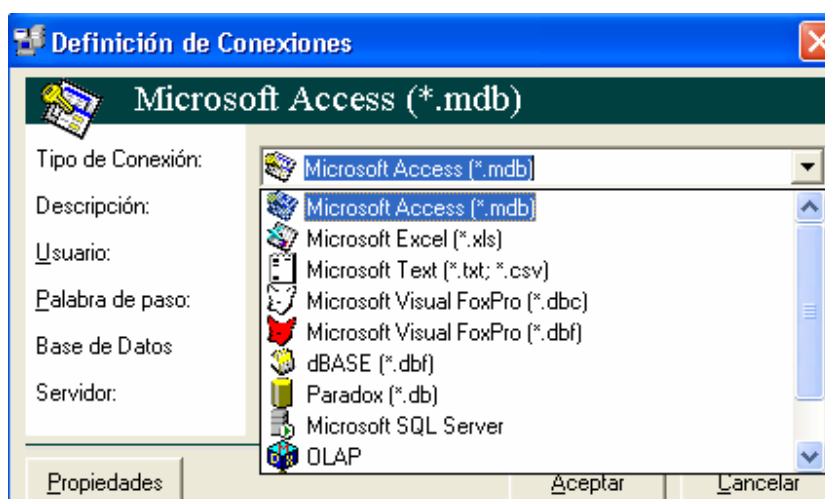 Definición de Conexiones
Microsoft Access (*.mdb)
Tipo de Conexión:
Microsoft Access (*.mdb)
Descripción:
Usuario:
Palabra de paso:
Base de Datos
Servidor:
Microsoft Access (*.mdb)
Microsoft Excel (*.xls)
Microsoft Text (*.txt; *.csv)
Microsoft Visual FoxPro (*.dbc)
Microsoft Visual FoxPro (*.dbf)
dBASE (*.dbf)
Paradox (*.db)
Microsoft SQL Server
OLAP
Propiedades
Aceptar
Cancelar